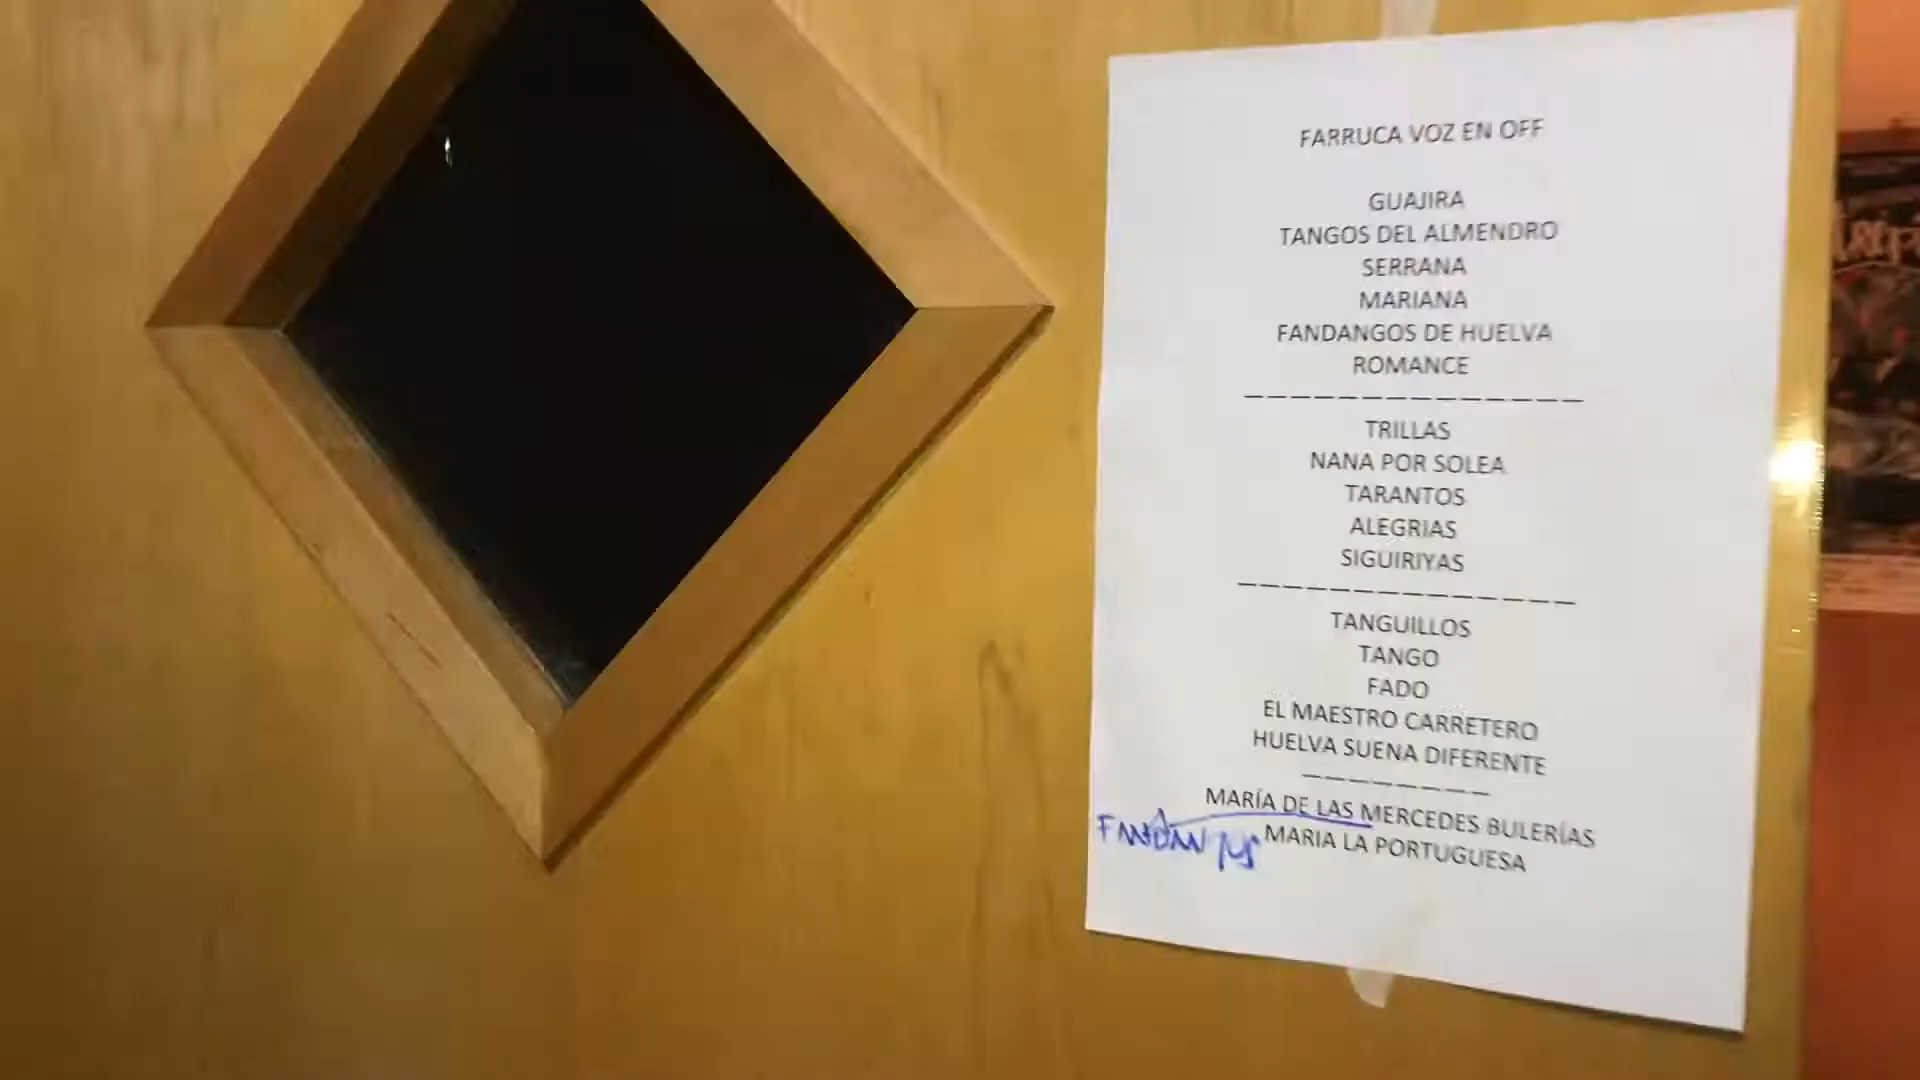 FARRUCA VOZ EN OFF
GUAJIRA
TANGOS DEL ALMENDRO
SERRANA
MARIANA
FANDANGOS DE HUELVA
ROMANCE
TRILLAS
NANA POR SOLEA
TARANTOS
ALEGRIAS
SIGUIRIYAS
TANGUILLOS
TANGO
FADO
EL MAESTRO CARRETERO
HUELVA SUENA DIFERENTE
MARÍA DE LAS MERCEDES BULERÍAS
MARIA LA PORTUGUESA